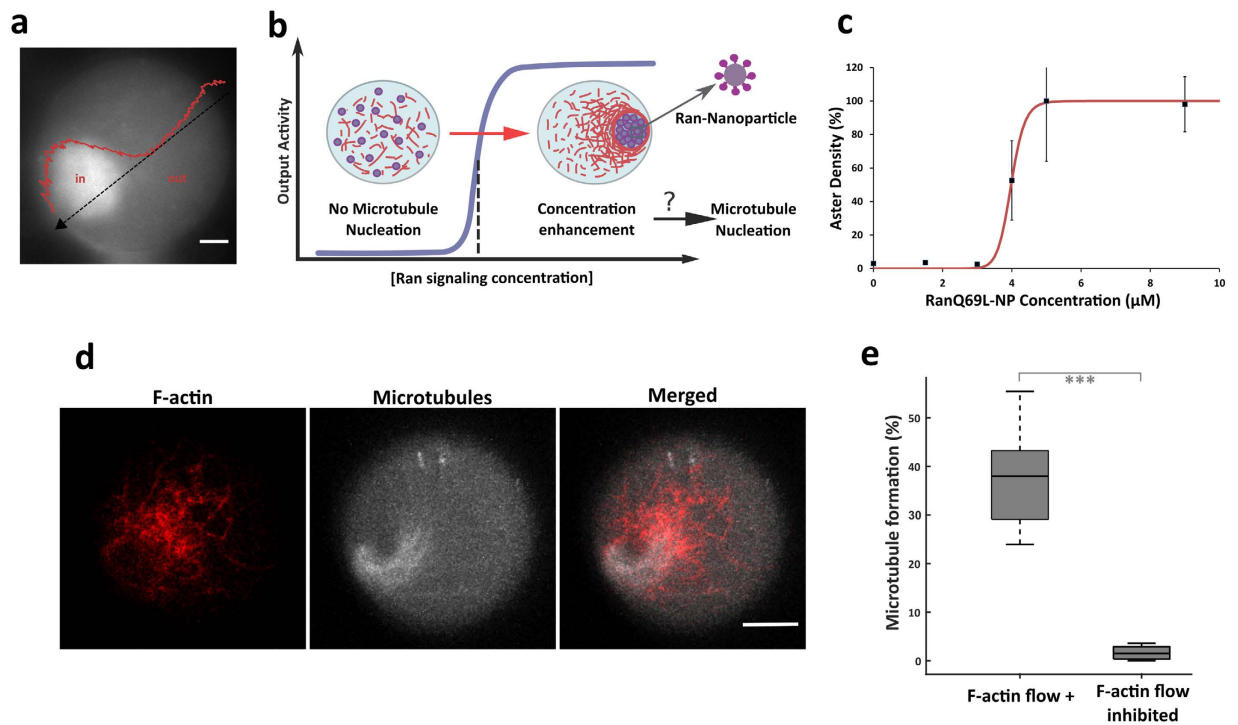 a
in
out
b
Output Activity
No Microtubule
Nucleation
Concentration
enhancement
?
Microtubule
Nucleation
Ran-Nanoparticle
[Ran signaling concentration]
c
Aster Density (%)
120
100
80
60
40
20
0
0 2 4 6 8 10
RanQ69L-NP Concentration (µM)
d
F-actin Microtubules Merged
e
Microtubule formation (%)
50
40
30
20
10
0
***
F-actin flow +
F-actin flow
inhibited